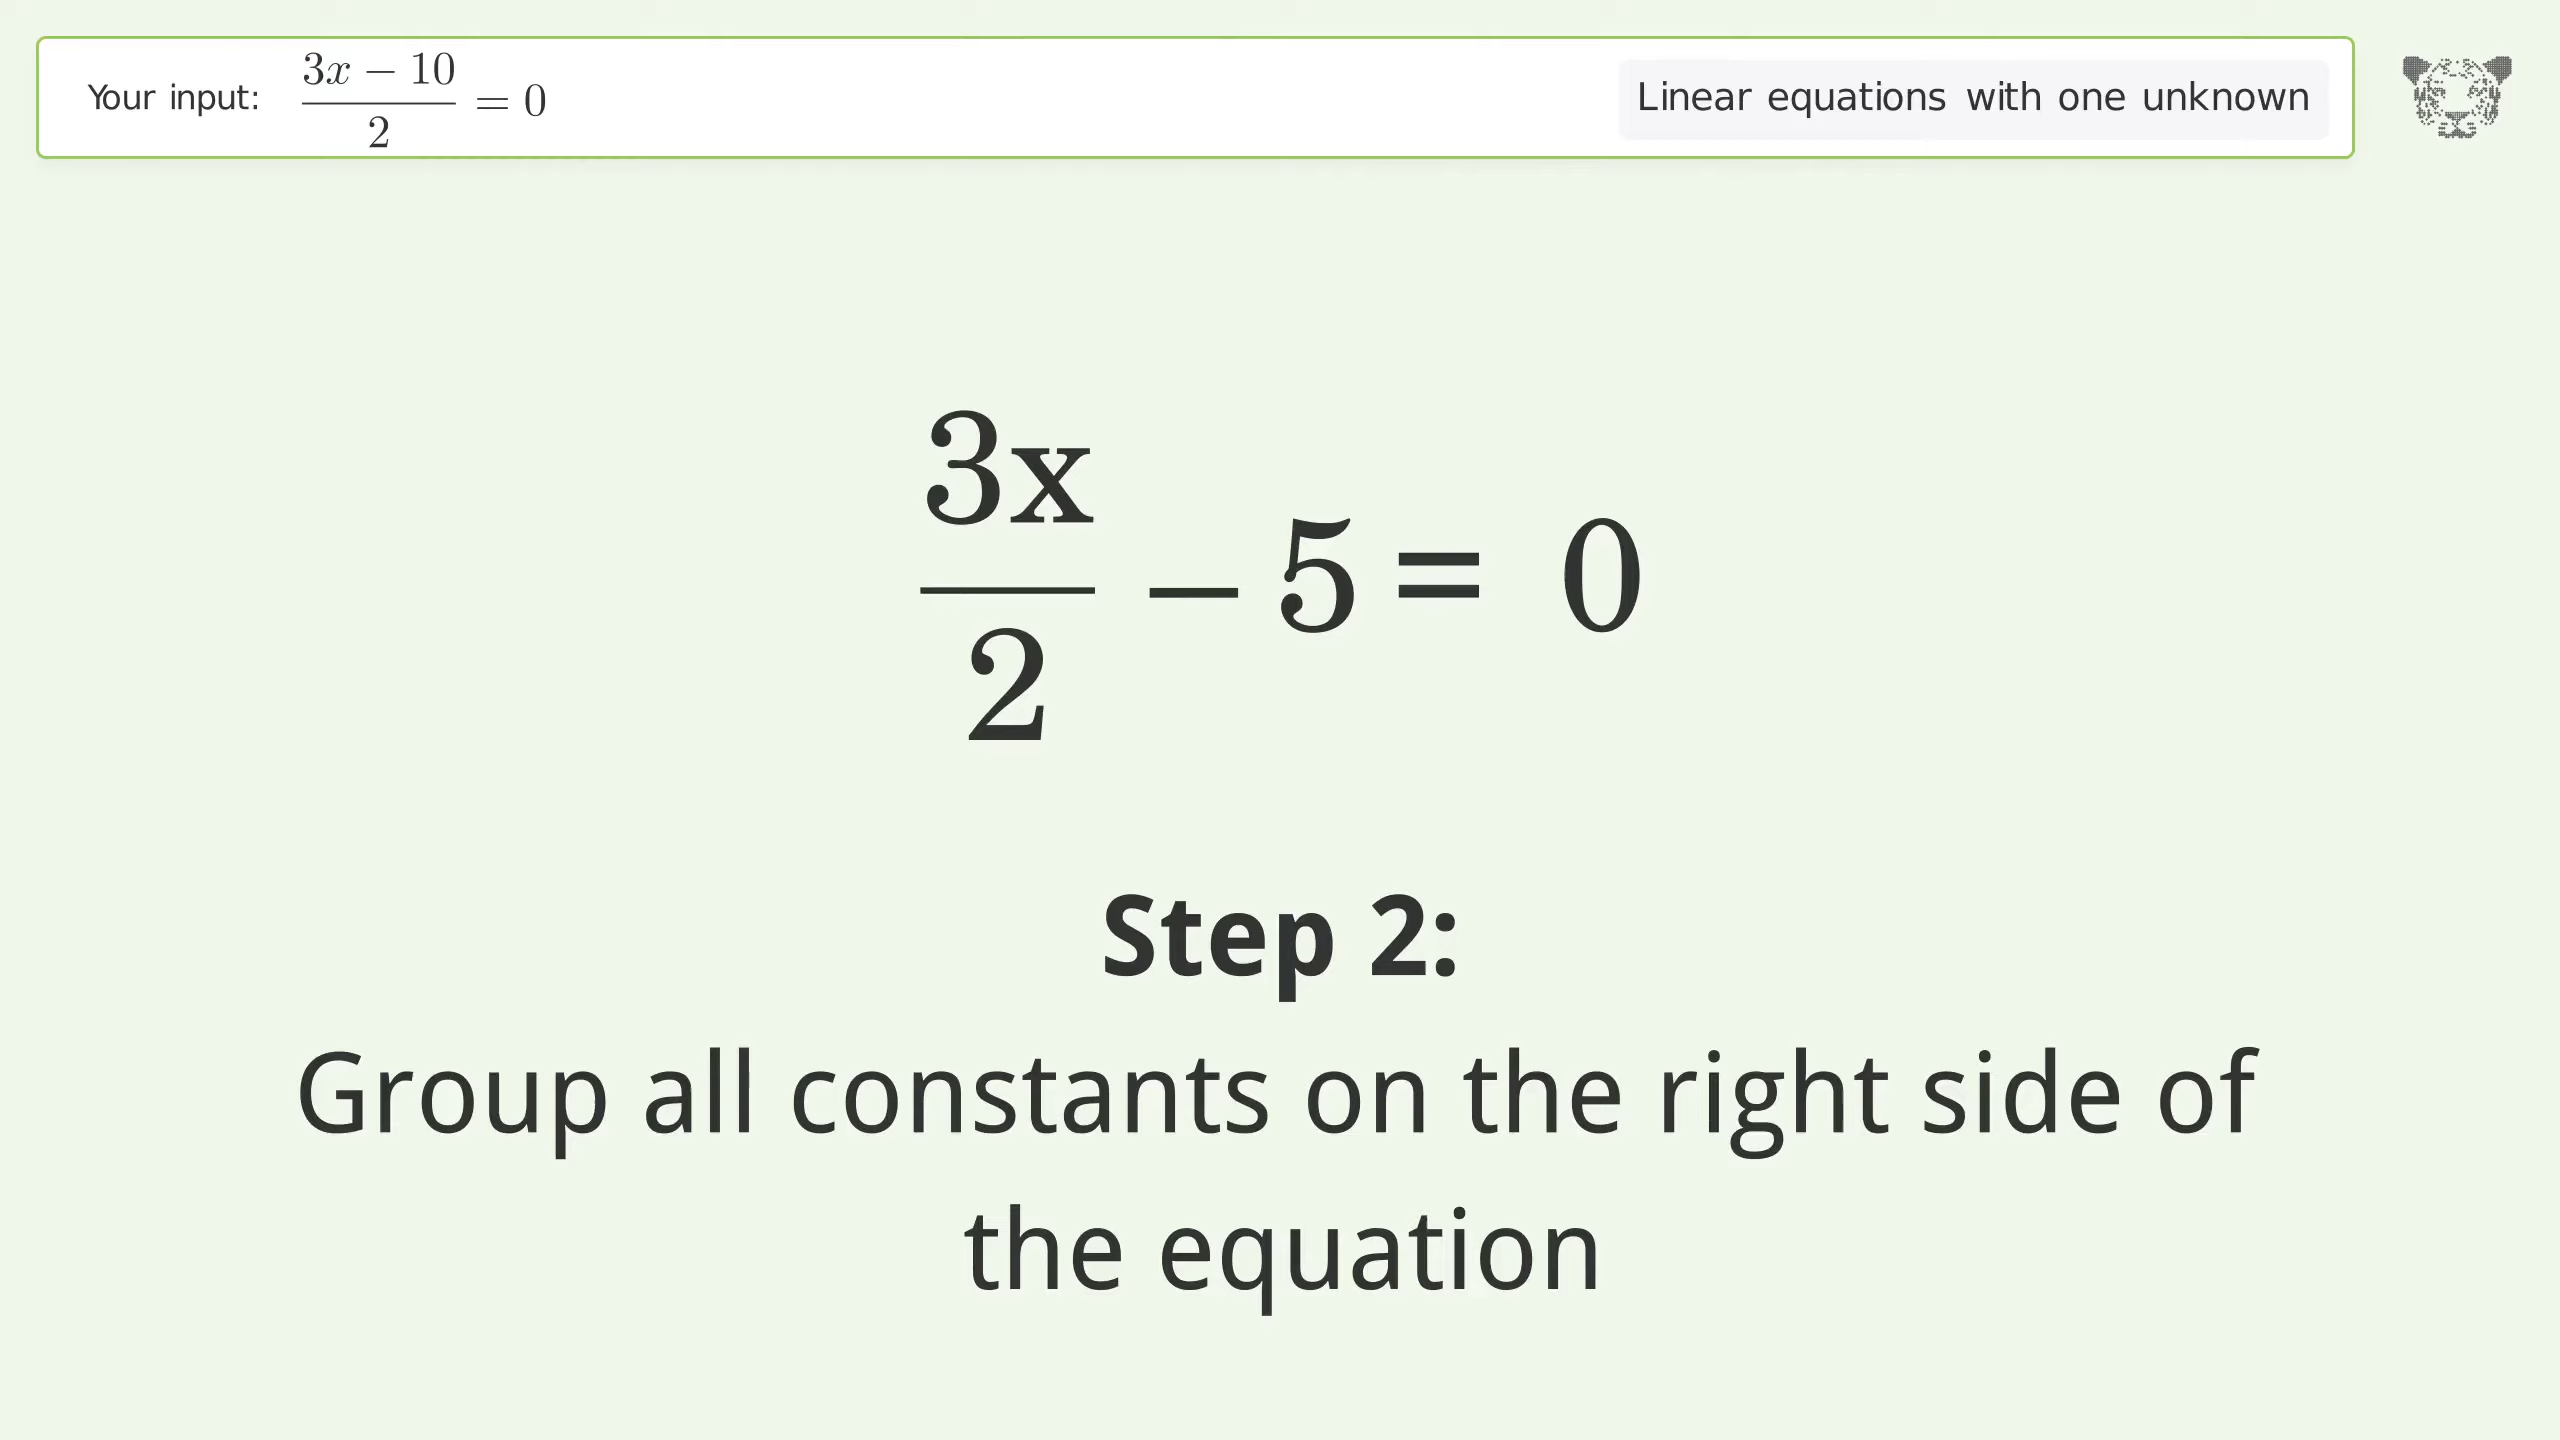 Your input: (3x − 10)/2 = 0
Linear equations with one unknown
3x/2 − 5 = 0
Step 2:
Group all constants on the right side of
the equation